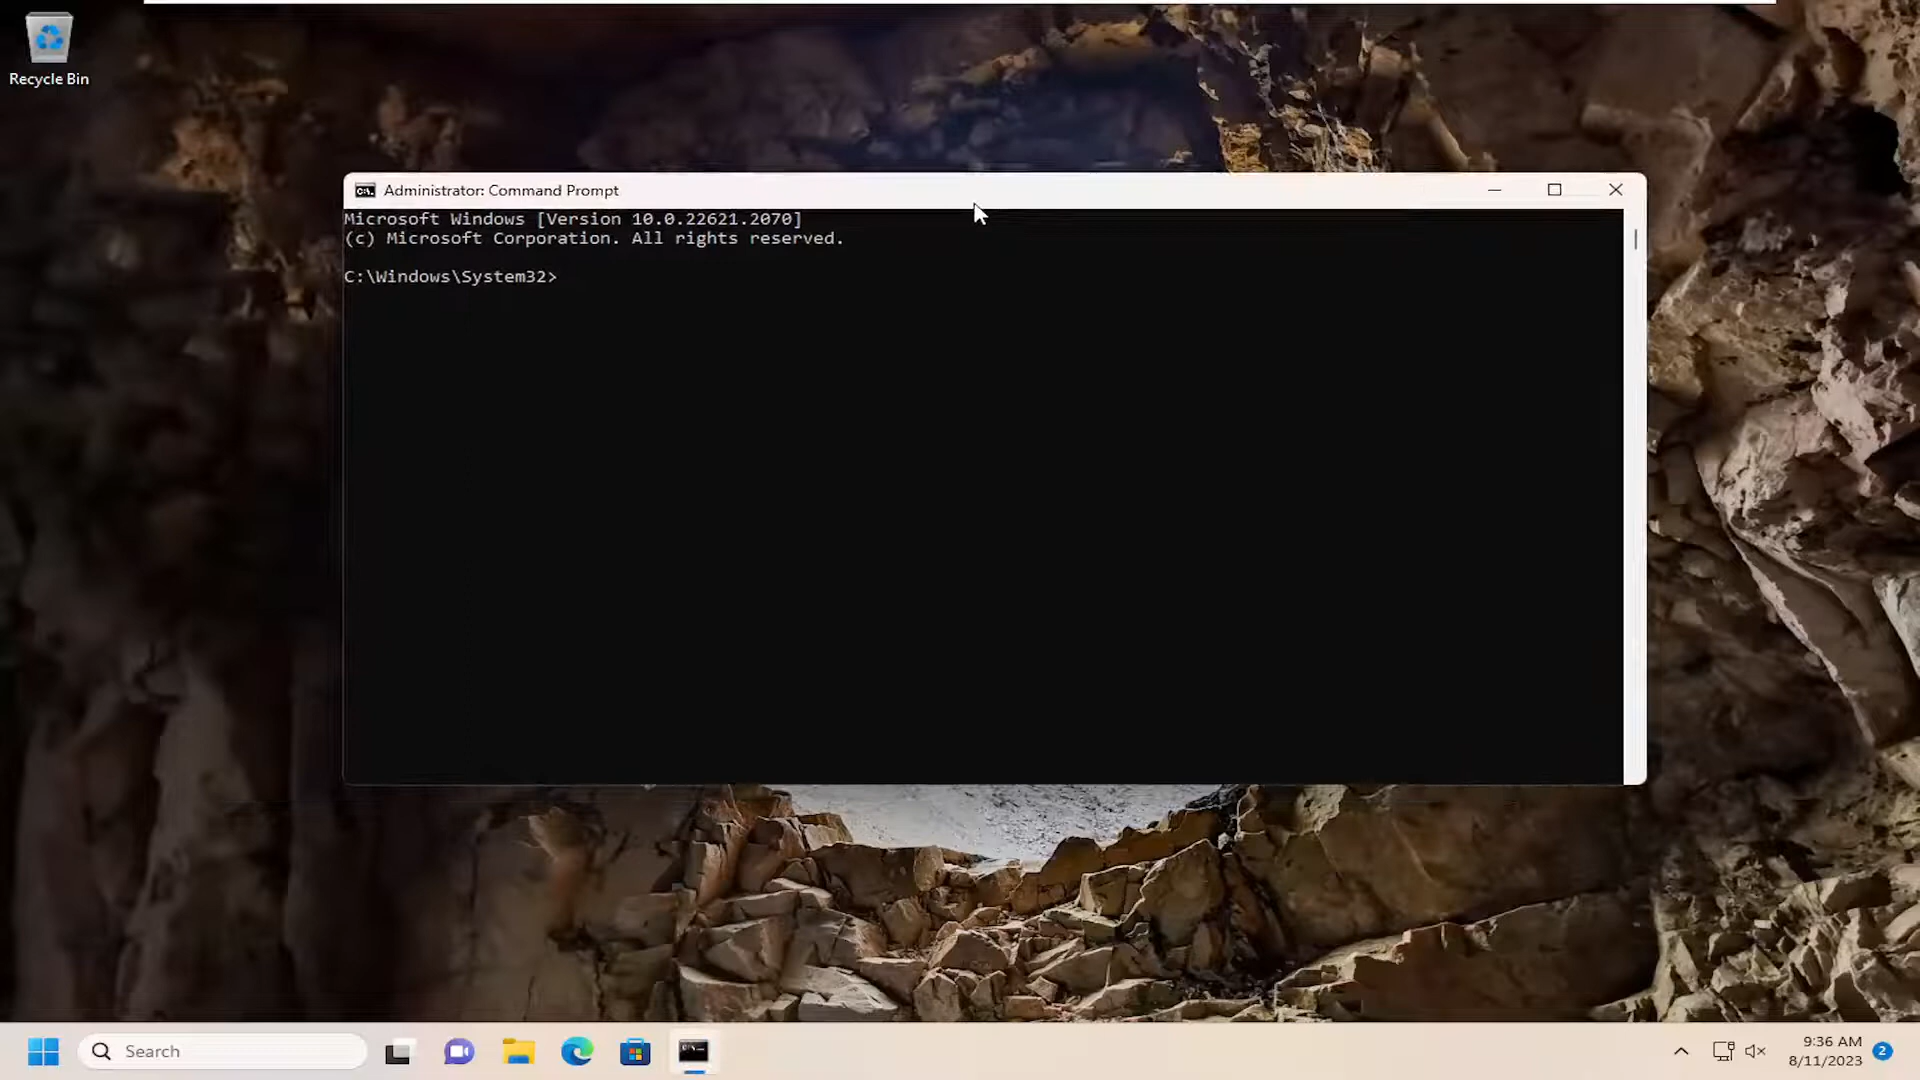 Recycle Bin
Administrator: Command Prompt
Microsoft Windows [Version 10.0.22621.2070]
(c) Microsoft Corporation. All rights reserved.
C:\Windows\System32>
Search
9:36 AM
8/11/2023
2